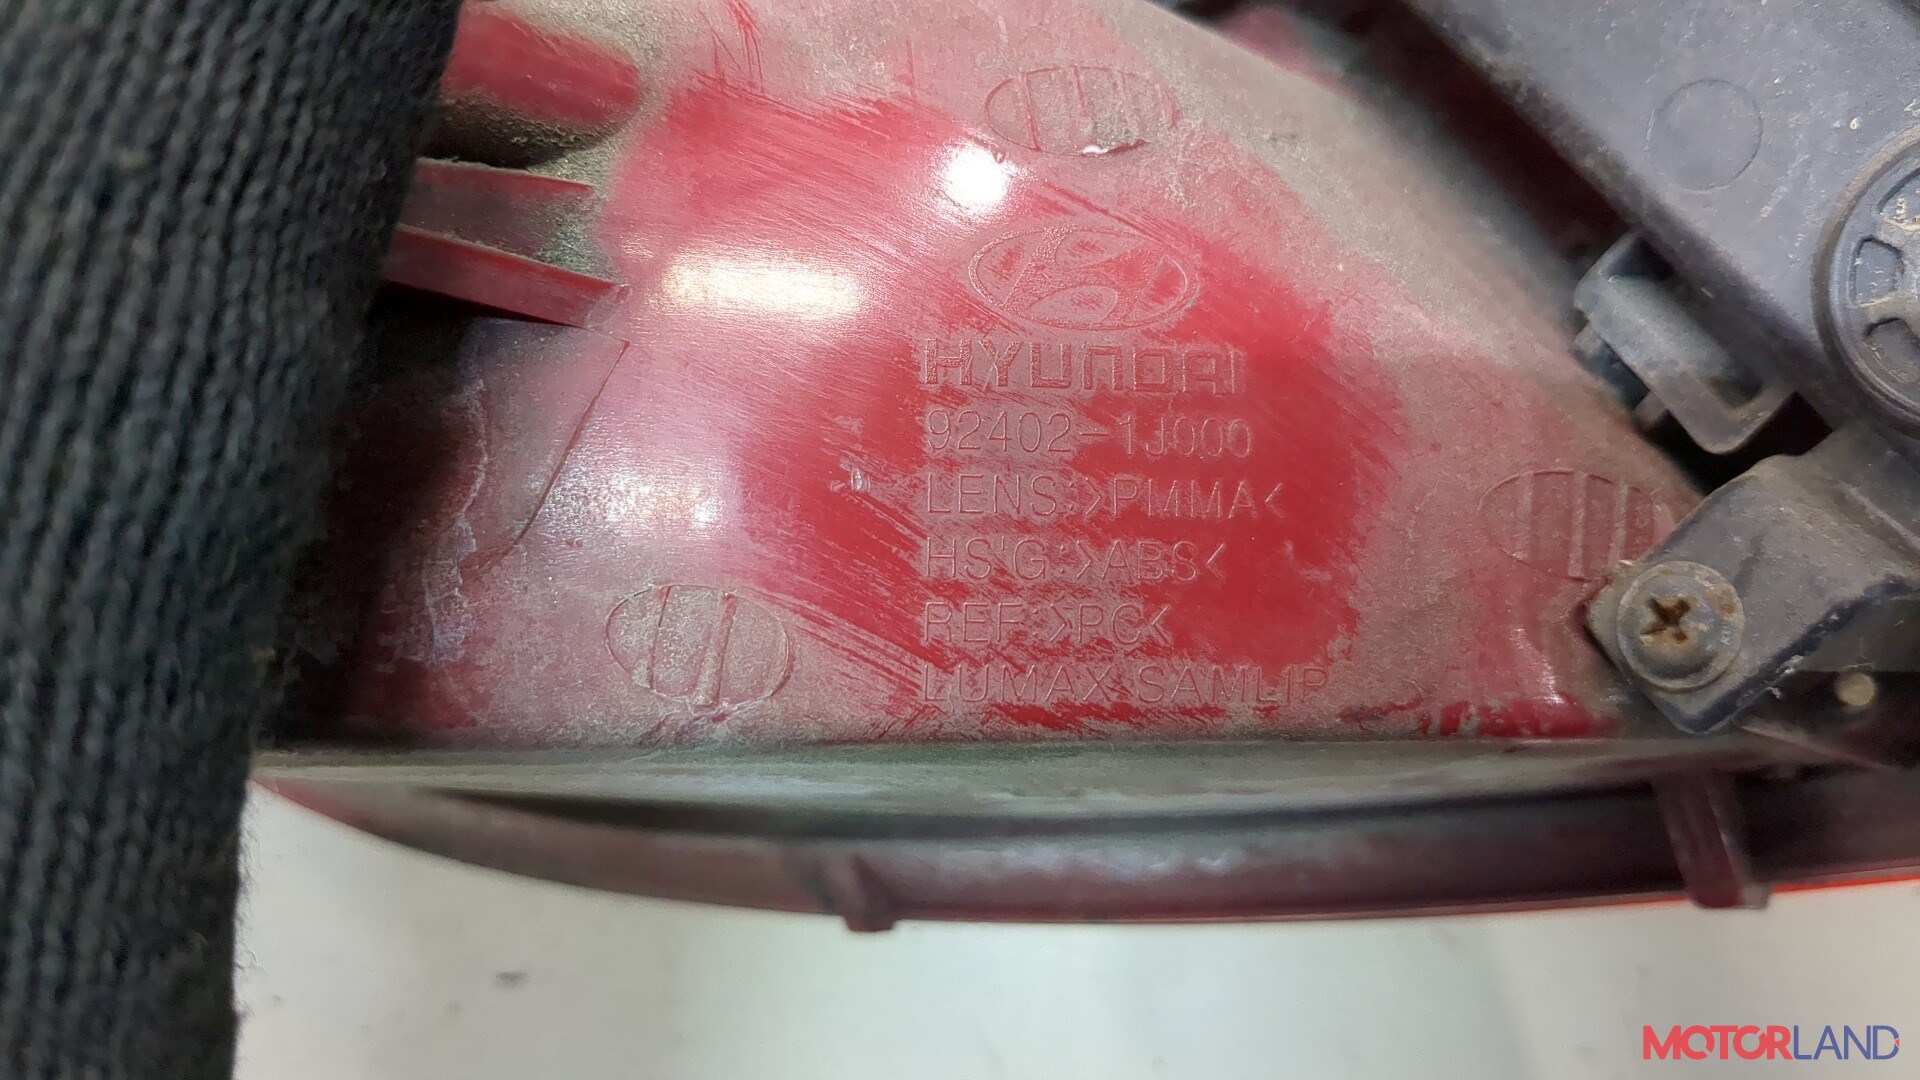 HYUNDAI
92402-1J000
LENS:>PMMA<
HS'G:>ABS<
REF:>PC<
LUMAX SAMLIP
MOTORLAND